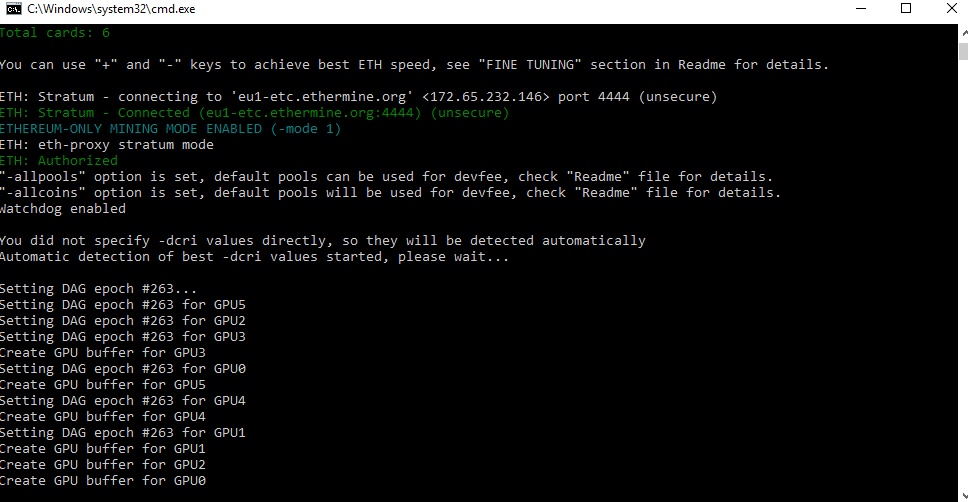 C:\Windows\system32\cmd.exe
Total cards: 6
You can use "+" and "-" keys to achieve best ETH speed, see "FINE TUNING" section in Readme for details.
ETH: Stratum - connecting to 'eu1-etc.ethermine.org' <172.65.232.146> port 4444 (unsecure)
ETH: Stratum - Connected (eu1-etc.ethermine.org:4444) (unsecure)
ETHEREUM-ONLY MINING MODE ENABLED (-mode 1)
ETH: eth-proxy stratum mode
ETH: Authorized
"-allpools" option is set, default pools can be used for devfee, check "Readme" file for details.
"-allcoins" option is set, default pools will be used for devfee, check "Readme" file for details.
Watchdog enabled
You did not specify -dcri values directly, so they will be detected automatically
Automatic detection of best -dcri values started, please wait...
Setting DAG epoch #263...
Setting DAG epoch #263 for GPU5
Setting DAG epoch #263 for GPU2
Setting DAG epoch #263 for GPU3
Create GPU buffer for GPU3
Setting DAG epoch #263 for GPU0
Create GPU buffer for GPU5
Setting DAG epoch #263 for GPU4
Create GPU buffer for GPU4
Setting DAG epoch #263 for GPU1
Create GPU buffer for GPU1
Create GPU buffer for GPU2
Create GPU buffer for GPU0